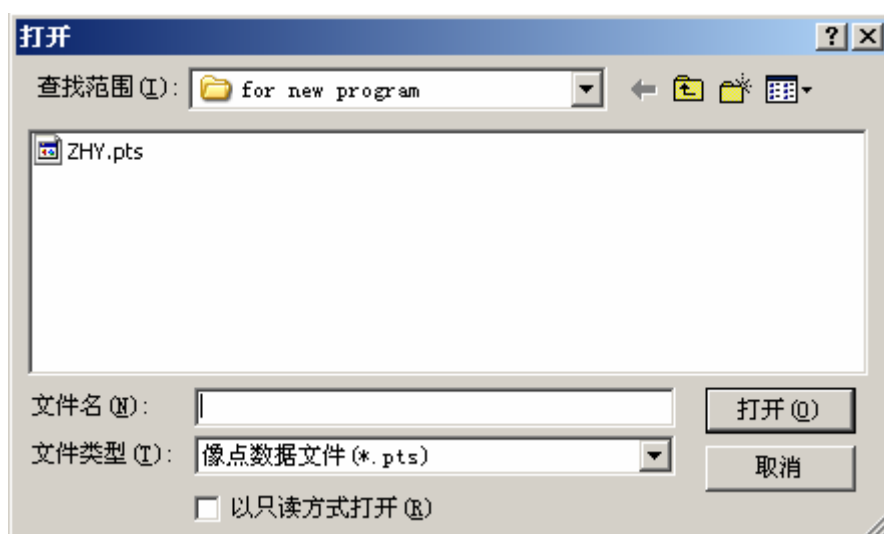 打开
查找范围(I): for new program
ZHY.pts
文件名(N):
打开(O)
文件类型(T): 像点数据文件(*.pts)
取消
以只读方式打开(R)